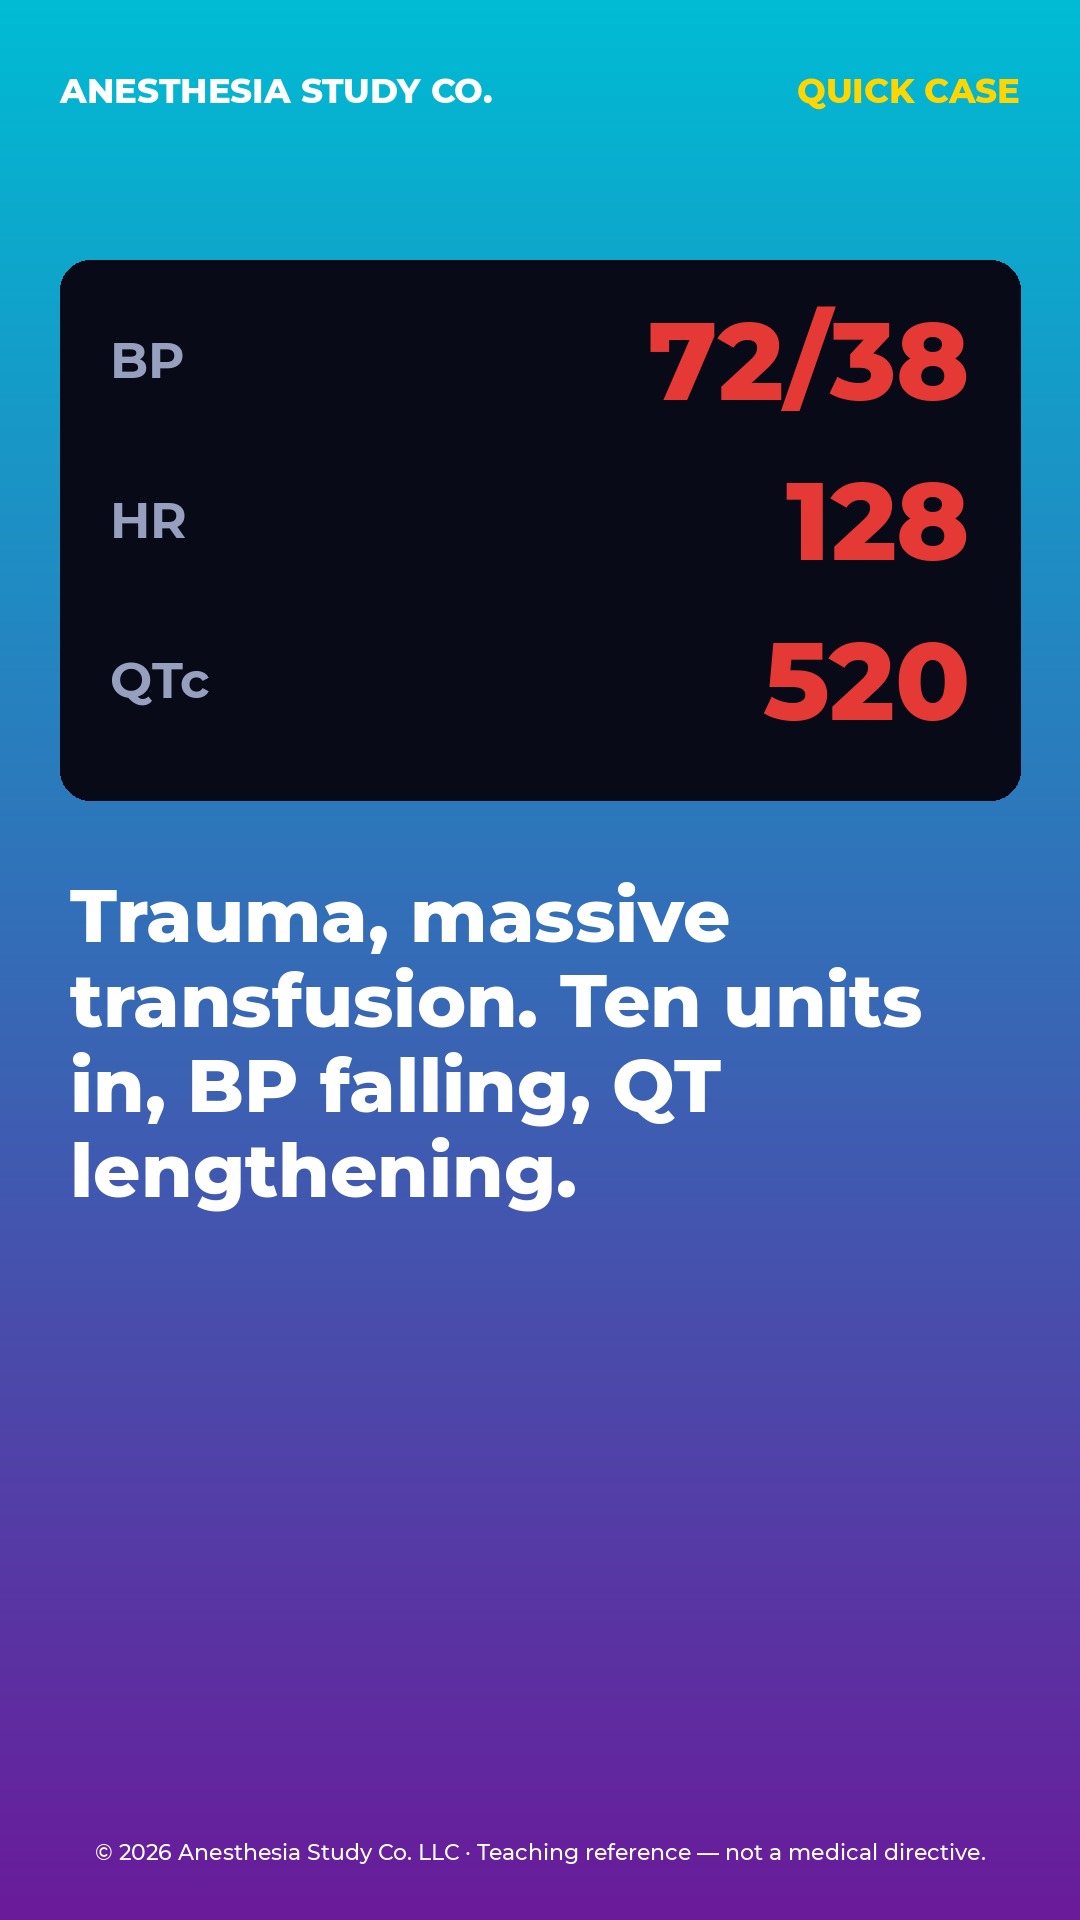 ANESTHESIA STUDY CO.
QUICK CASE
BP 72/38
HR 128
QTc 520
Trauma, massive
transfusion. Ten units
in, BP falling, QT
lengthening.
© 2026 Anesthesia Study Co. LLC · Teaching reference — not a medical directive.